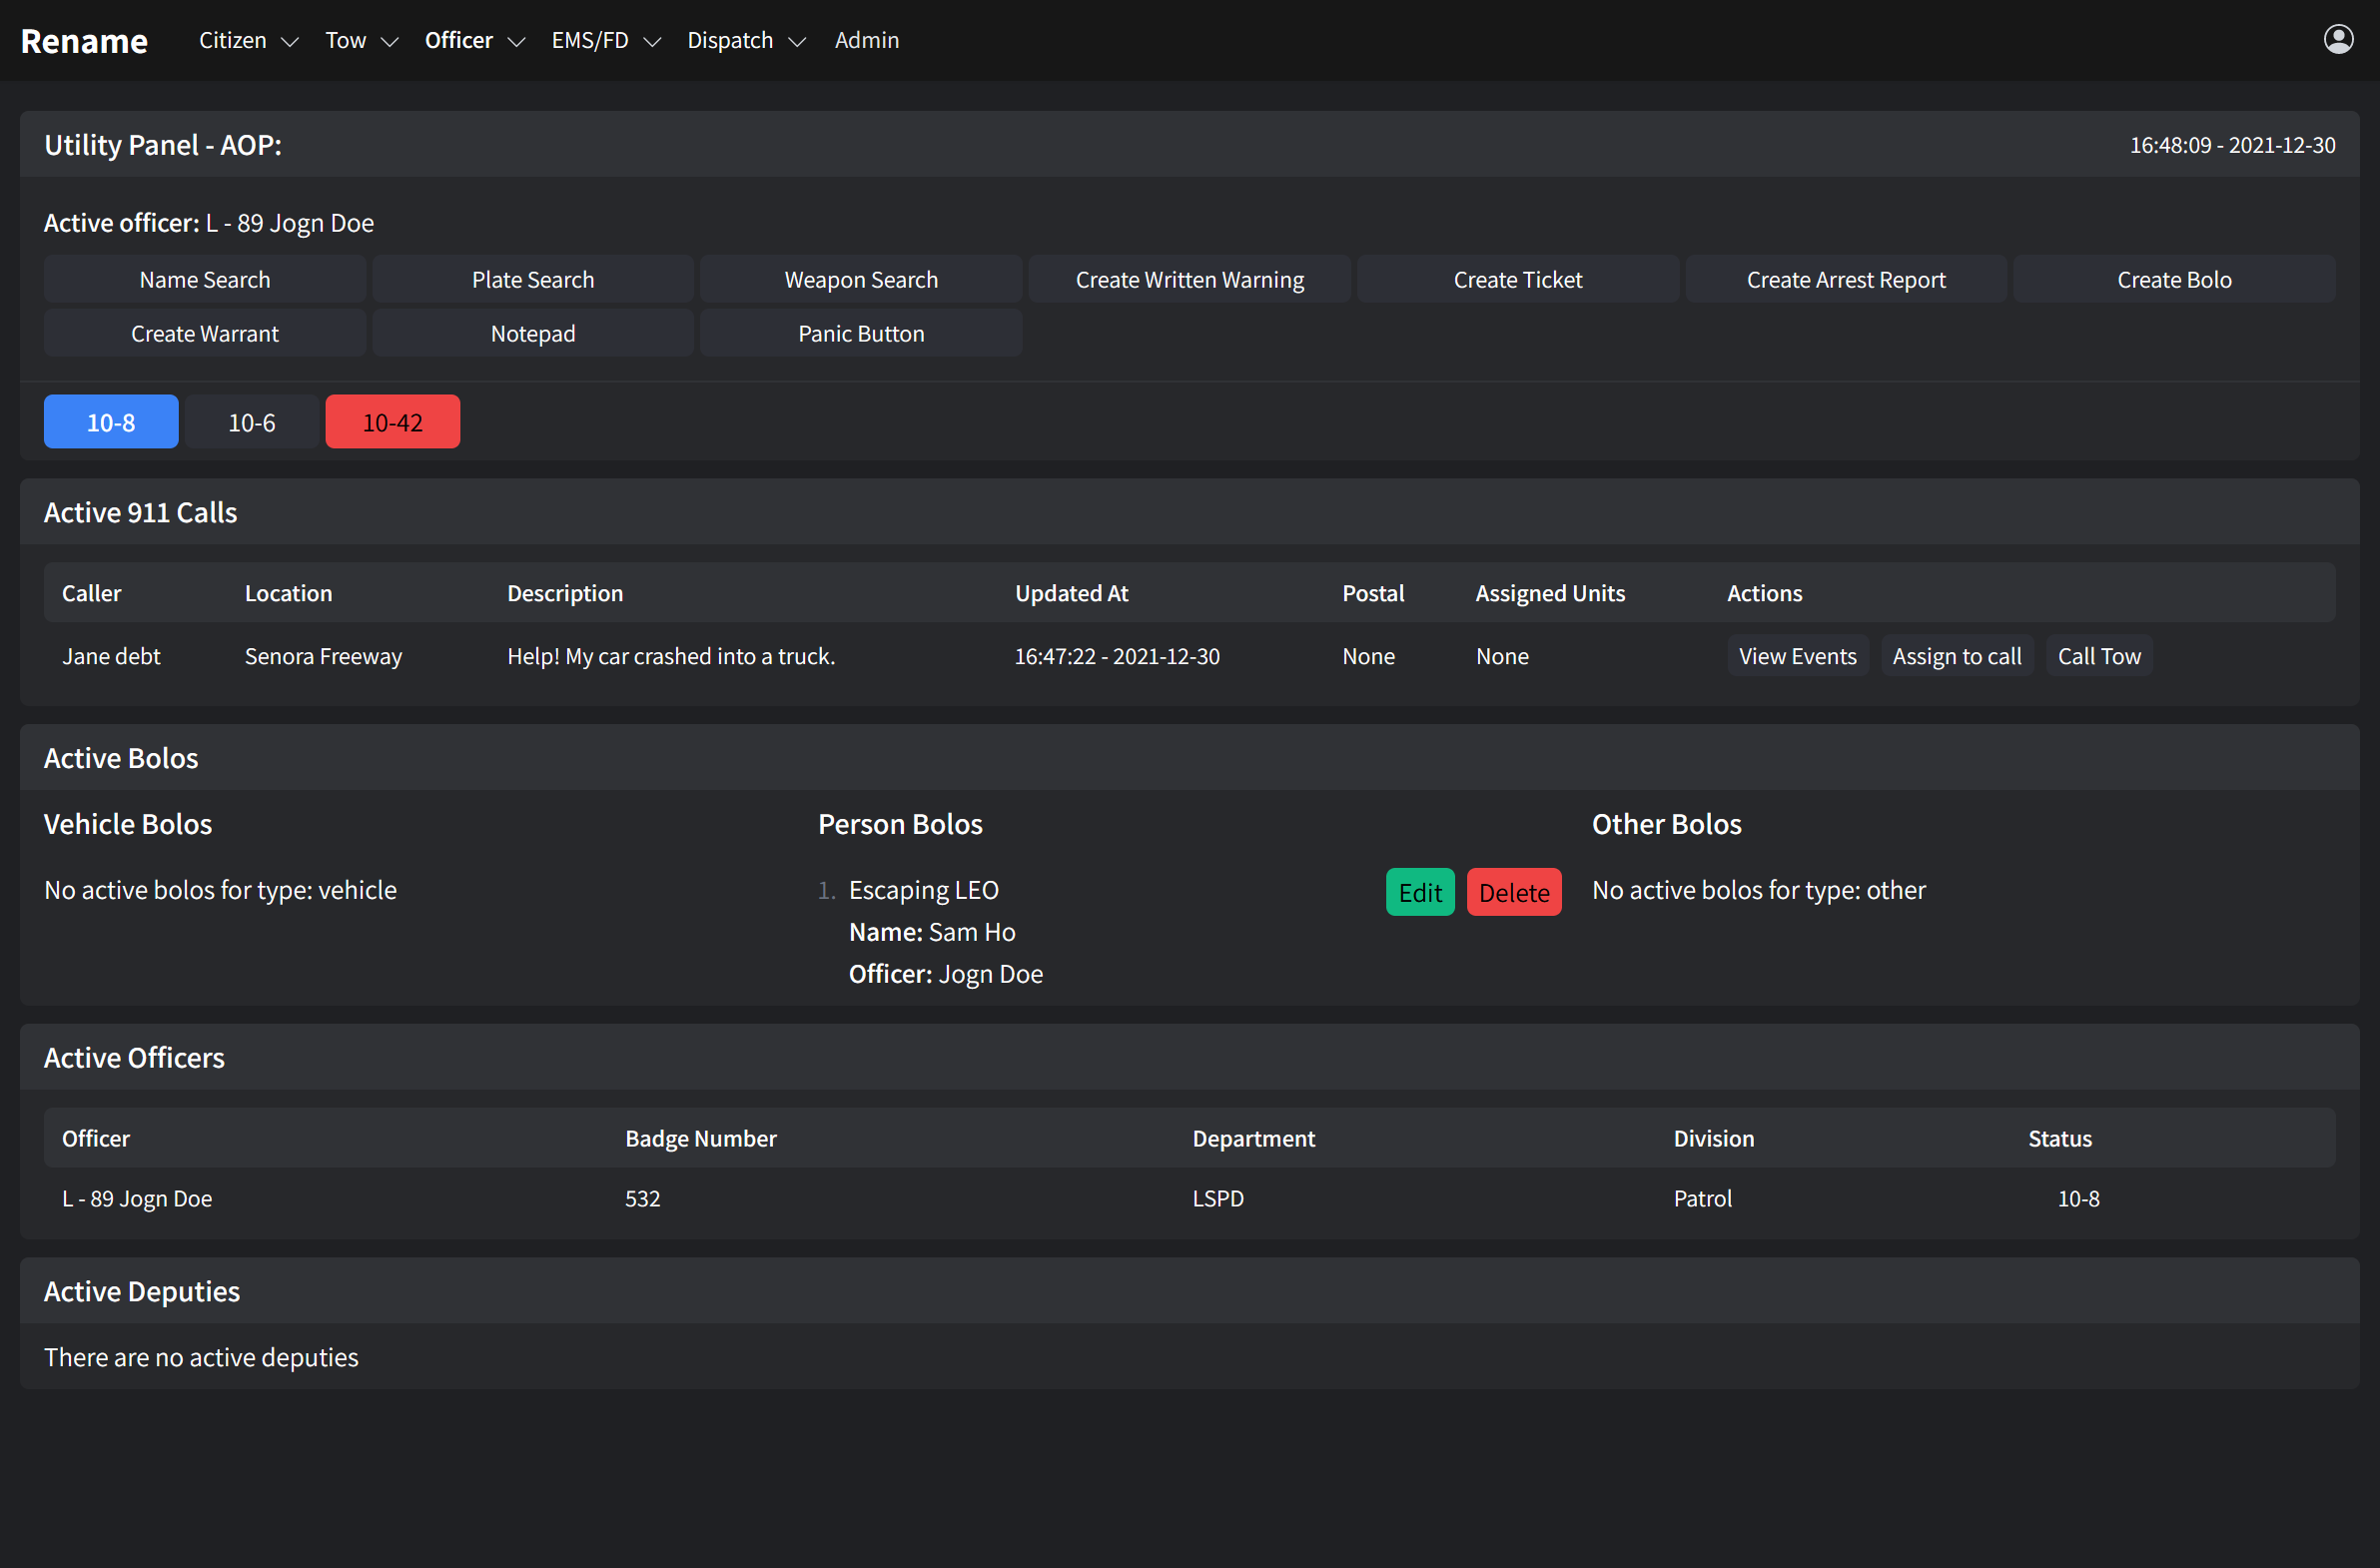 Rename Citizen Tow Officer EMS/FD Dispatch Admin
Utility Panel - AOP: 16:48:09 - 2021-12-30
Active officer: L - 89 Jogn Doe
Name Search Plate Search Weapon Search Create Written Warning Create Ticket Create Arrest Report Create Bolo
Create Warrant Notepad Panic Button
10-8 10-6 10-42
Active 911 Calls
Caller Location Description Updated At Postal Assigned Units Actions
Jane debt Senora Freeway Help! My car crashed into a truck. 16:47:22 - 2021-12-30 None None View Events Assign to call Call Tow
Active Bolos
Vehicle Bolos Person Bolos Other Bolos
No active bolos for type: vehicle 1. Escaping LEO Edit Delete No active bolos for type: other
Name: Sam Ho
Officer: Jogn Doe
Active Officers
Officer Badge Number Department Division Status
L - 89 Jogn Doe 532 LSPD Patrol 10-8
Active Deputies
There are no active deputies